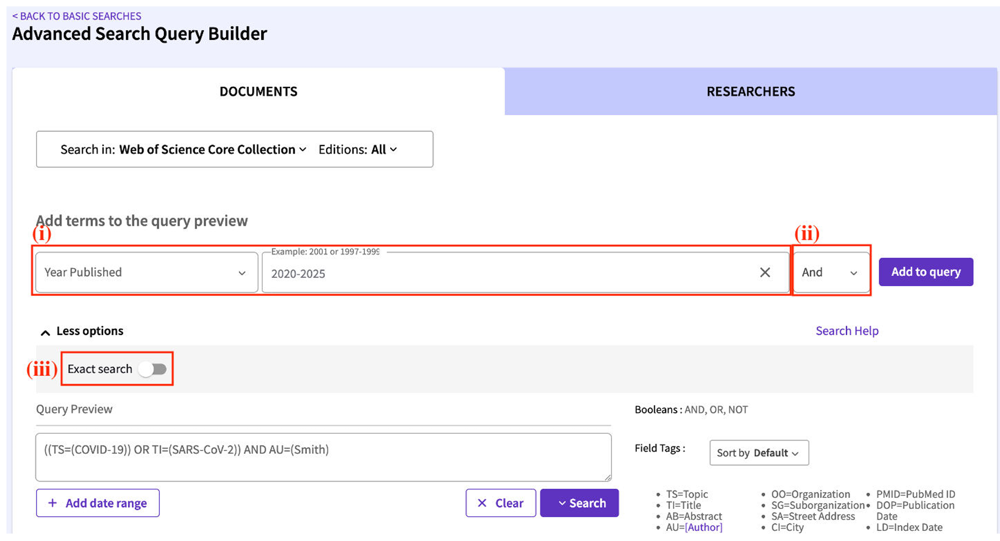 < BACK TO BASIC SEARCHES
Advanced Search Query Builder
DOCUMENTS
RESEARCHERS
Search in: Web of Science Core Collection Editions: All
Add terms to the query preview
(i)
(ii)
Example: 2001 or 1997-1999
Year Published
2020-2025
And
Add to query
Less options
Search Help
(iii)
Exact search
Query Preview
Booleans : AND, OR, NOT
((TS=(COVID-19)) OR TI=(SARS-CoV-2)) AND AU=(Smith)
Field Tags :
Sort by Default
+ Add date range
× Clear
Search
• TS=Topic
• TI=Title
• AB=Abstract
• AU=[Author]
• OO=Organization
• SG=Suborganization
• SA=Street Address
• CI=City
• PMID=PubMed ID
• DOP=Publication
Date
• LD=Index Date